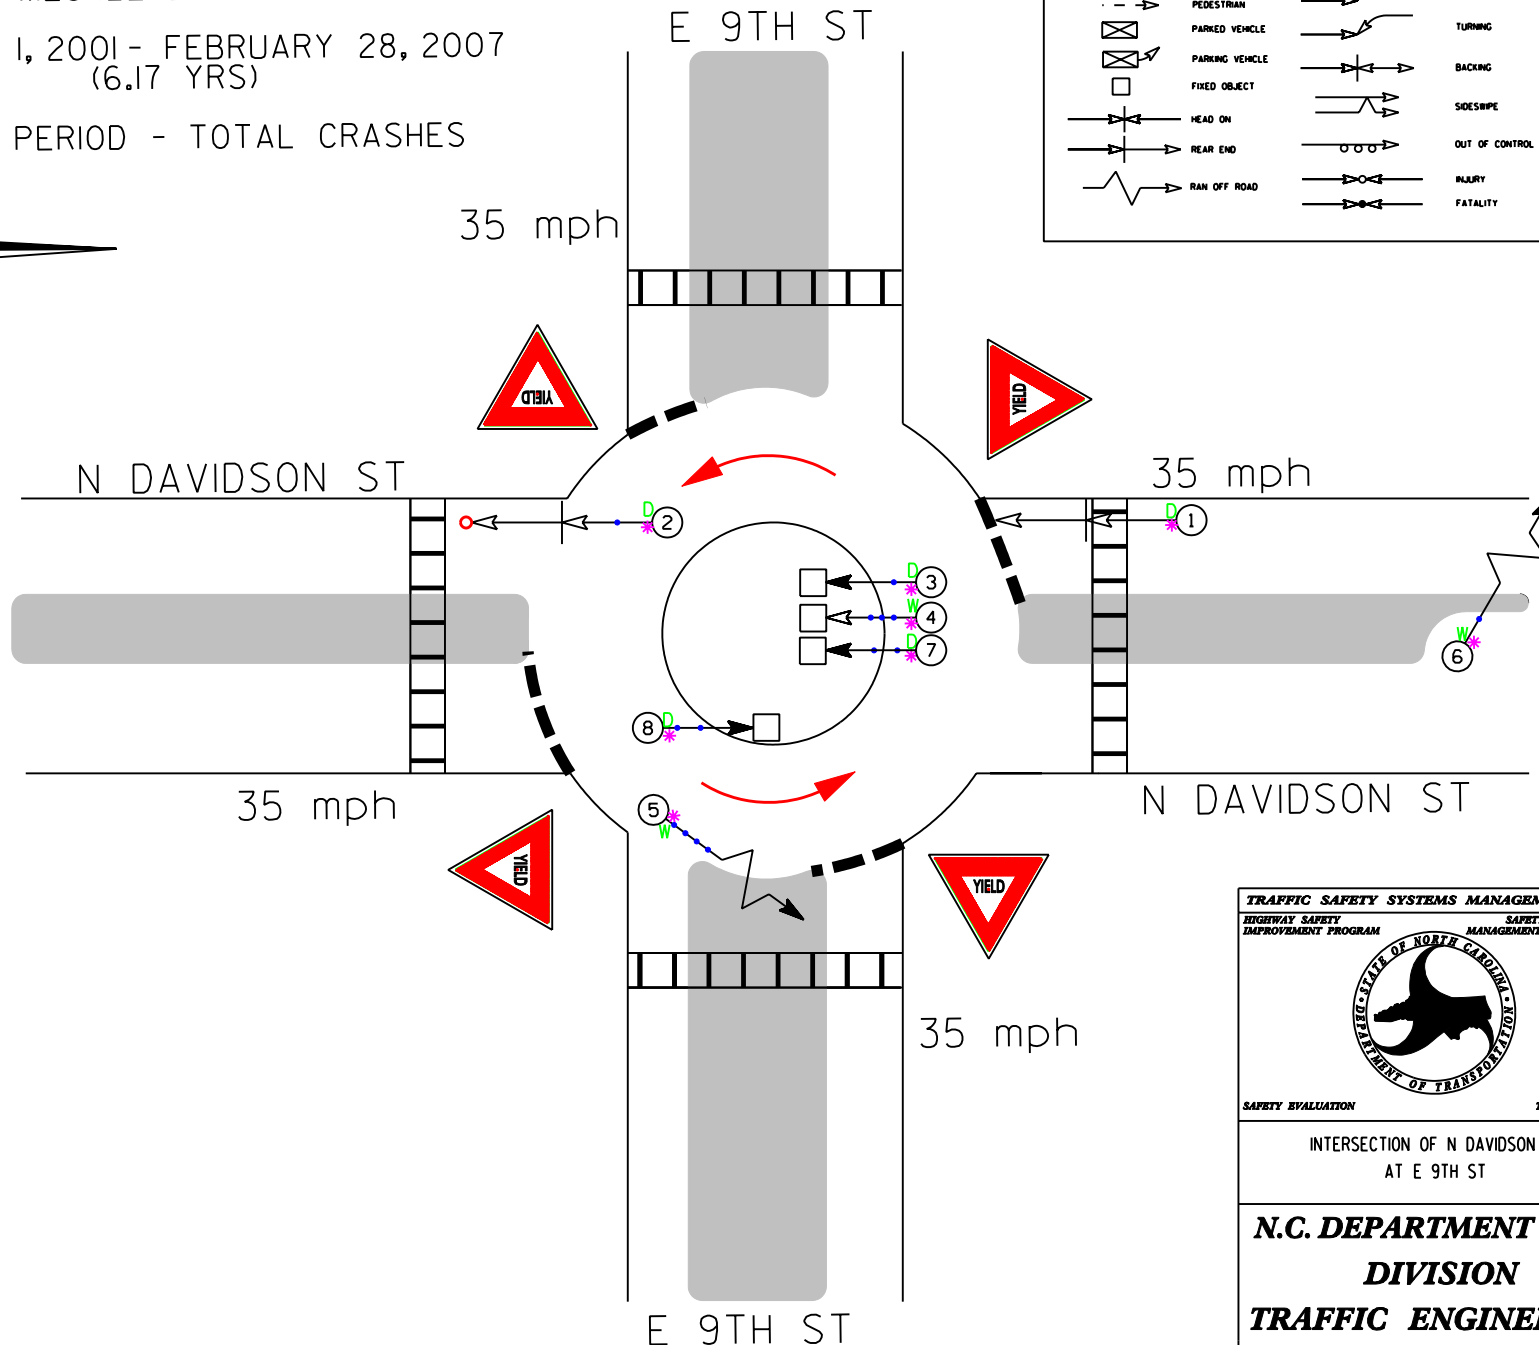 1, 2001 - FEBRUARY 28, 2007
(6.17 YRS)
PERIOD - TOTAL CRASHES
E 9TH ST
PEDESTRIAN
PARKED VEHICLE
PARKING VEHICLE
FIXED OBJECT
HEAD ON
REAR END
RAN OFF ROAD
TURNING
BACKING
SIDESWIPE
OUT OF CONTROL
INJURY
FATALITY
35 mph
YIELD
YIELD
N DAVIDSON ST
35 mph
D
2
D
1
D
3
W
4
D
7
W
6
8
D
5
W
35 mph
N DAVIDSON ST
YIELD
YIELD
35 mph
E 9TH ST
TRAFFIC SAFETY SYSTEMS
HIGHWAY SAFETY
IMPROVEMENT PROGRAM
MANAGEMENT
STATE OF NORTH CAROLINA
DEPARTMENT OF TRANSPORTATION
SAFETY EVALUATION
INTERSECTION OF N DAVIDSON
AT E 9TH ST
N.C. DEPARTMENT
DIVISION
TRAFFIC